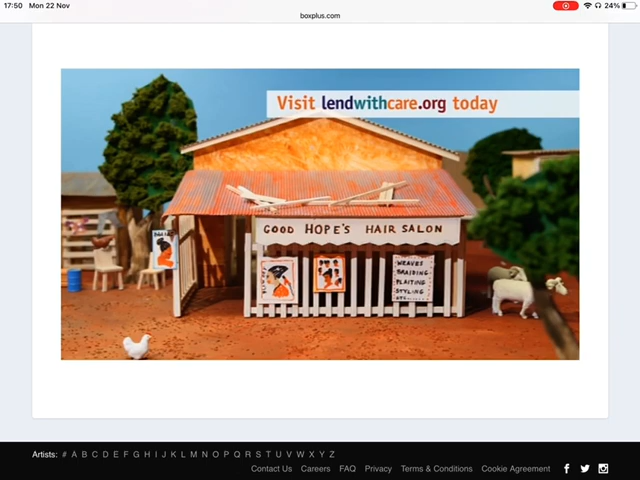 17:50 Mon 22 Nov
24%
boxplus.com
Visit lendwithcare.org today
GOOD HOPE'S HAIR SALON
WEAVES
BRAIDING
PLAITING
STYLING
Artists: # A B C D E F G H I J K L M N O P Q R S T U V W X Y Z
Contact Us Careers FAQ Privacy Terms & Conditions Cookie Agreement